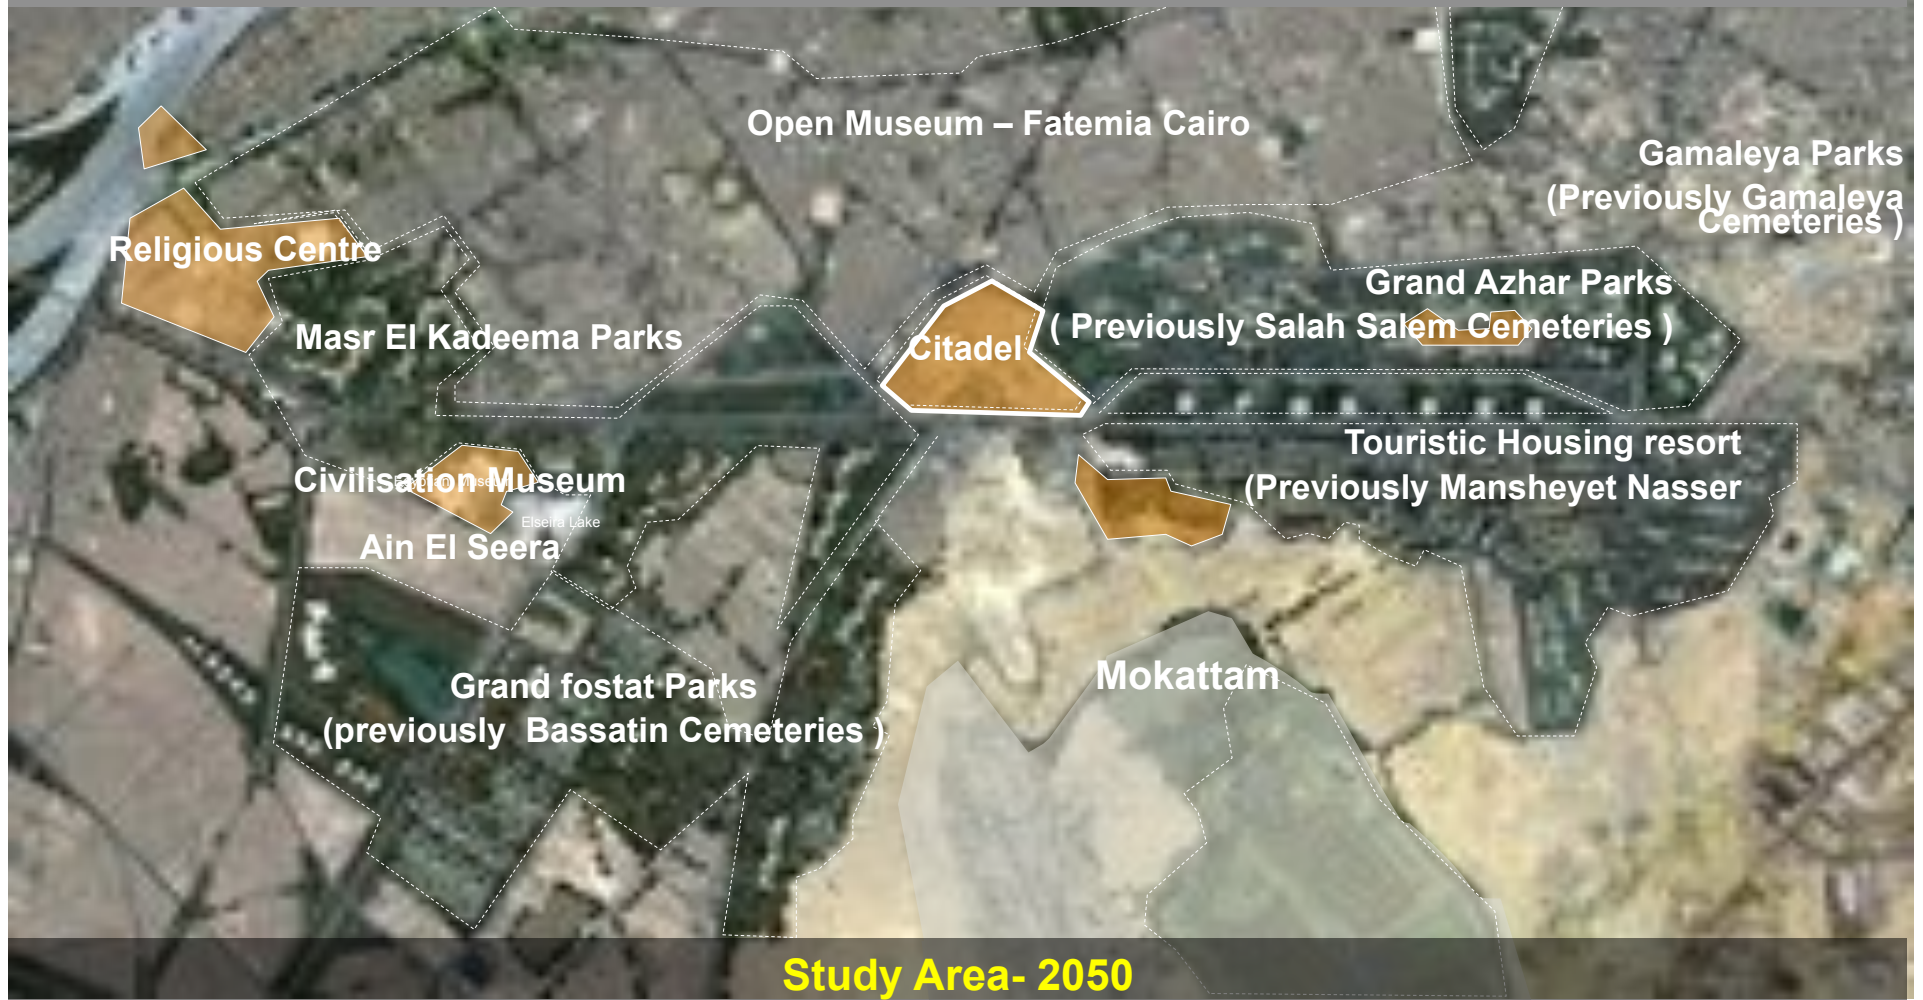 Open Museum – Fatemia Cairo
Gamaleya Parks
(Previously Gamaleya
Cemeteries )
Religious Centre
Grand Azhar Parks
( Previously Salah Salem Cemeteries )
Masr El Kadeema Parks
Citadel
Touristic Housing resort
(Previously Mansheyet Nasser
Civilisation Museum
Elseira Lake
Ain El Seera
Mokattam
Grand fostat Parks
(previously Bassatin Cemeteries )
Study Area- 2050